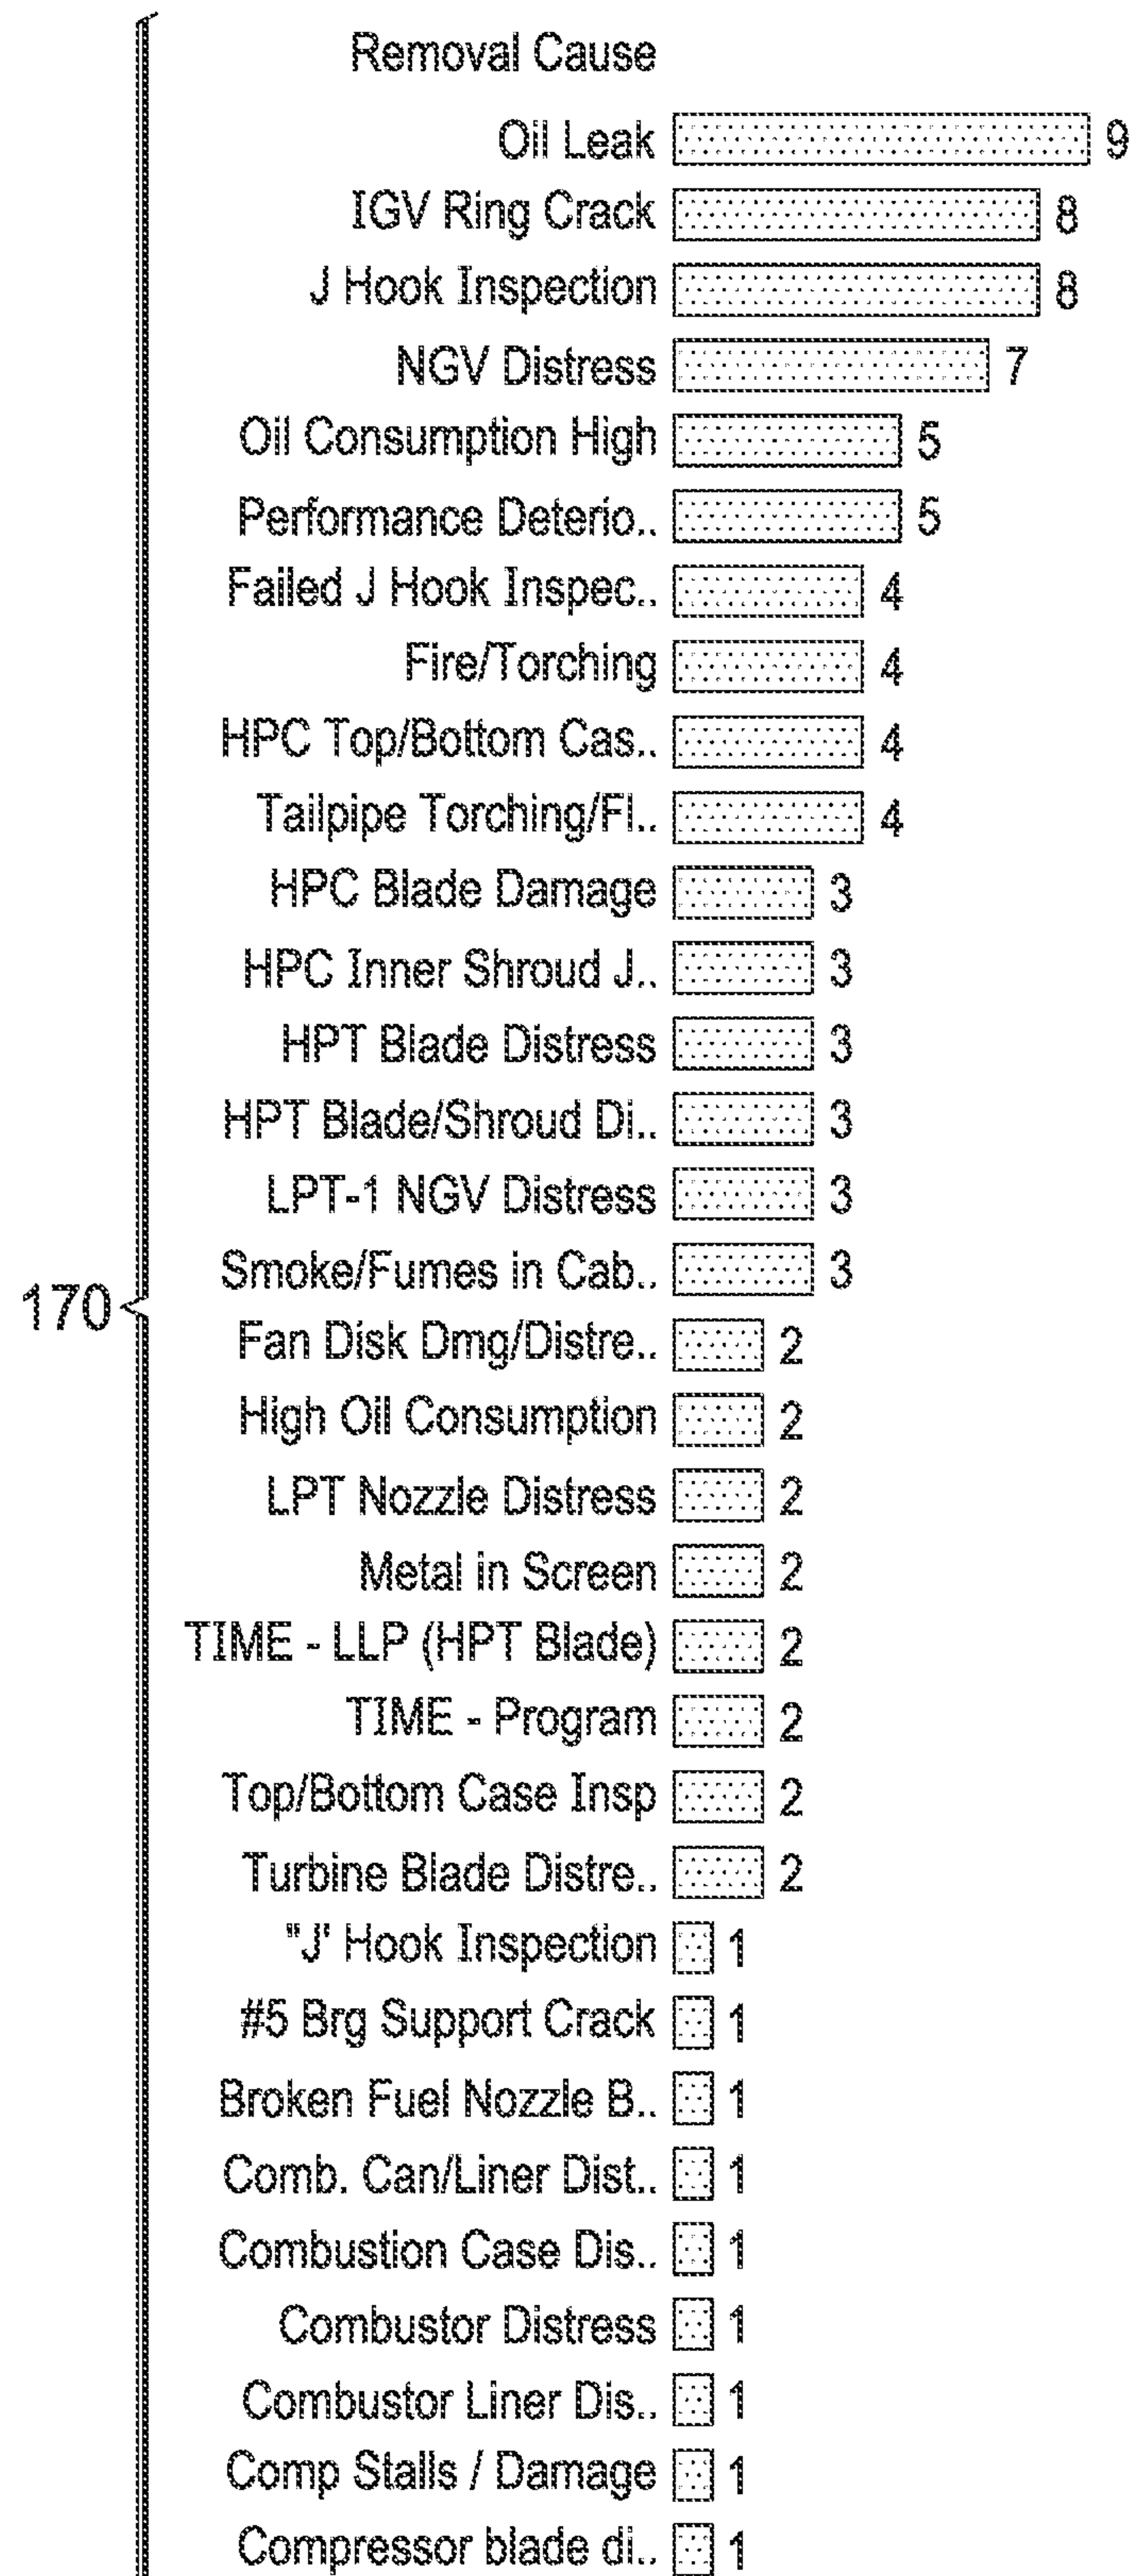 Removal Cause
Oil Leak 9
IGV Ring Crack 8
J Hook Inspection 8
NGV Distress 7
Oil Consumption High 5
Performance Deterio.. 5
Failed J Hook Inspec.. 4
Fire/Torching 4
HPC Top/Bottom Cas.. 4
Tailpipe Torching/Fl.. 4
HPC Blade Damage 3
HPC Inner Shroud J.. 3
HPT Blade Distress 3
HPT Blade/Shroud Di.. 3
LPT-1 NGV Distress 3
Smoke/Fumes in Cab.. 3
170
Fan Disk Dmg/Distre.. 2
High Oil Consumption 2
LPT Nozzle Distress 2
Metal in Screen 2
TIME - LLP (HPT Blade) 2
TIME - Program 2
Top/Bottom Case Insp 2
Turbine Blade Distre.. 2
"J' Hook Inspection 1
#5 Brg Support Crack 1
Broken Fuel Nozzle B.. 1
Comb. Can/Liner Dist.. 1
Combustion Case Dis.. 1
Combustor Distress 1
Combustor Liner Dis.. 1
Comp Stalls / Damage 1
Compressor blade di.. 1